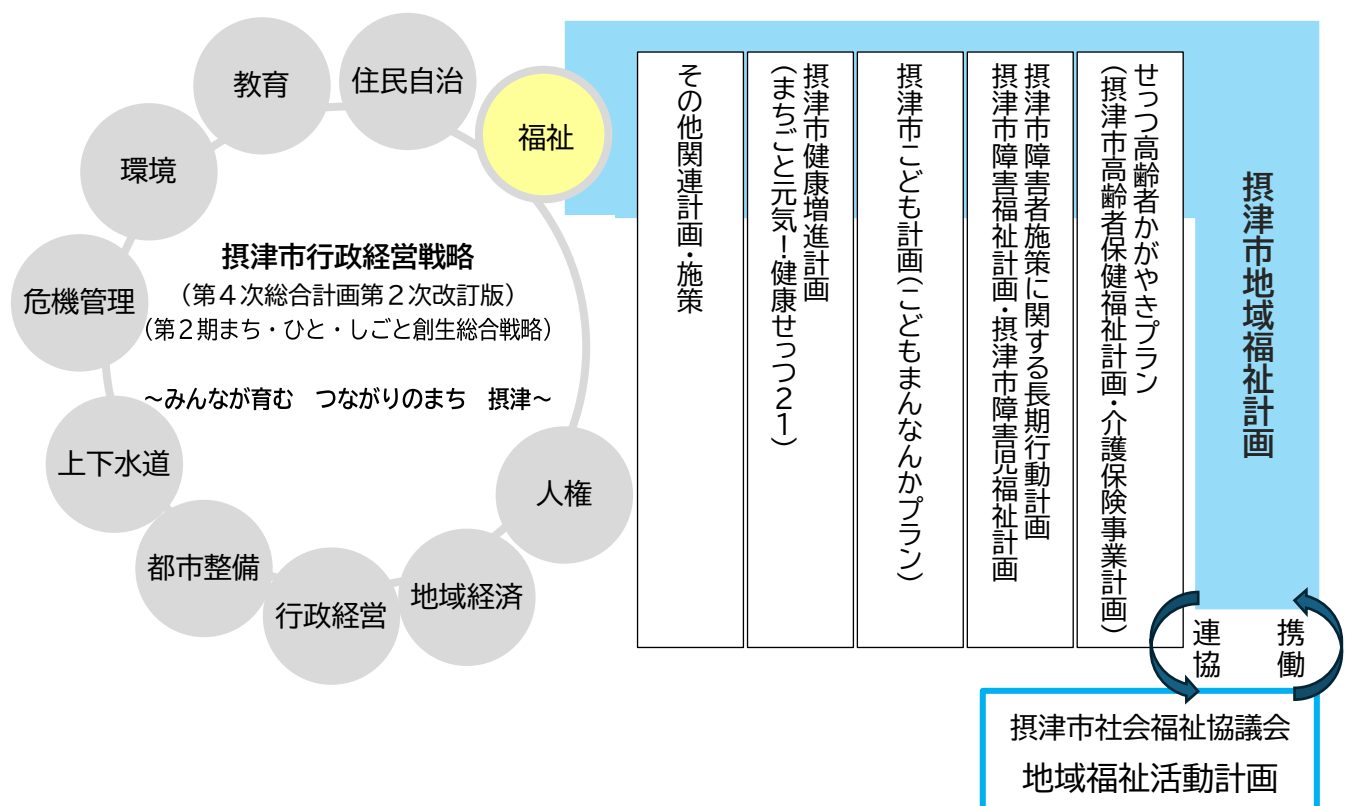 住民自治
教育
福祉
環境
危機管理
上下水道
都市整備
行政経営
地域経済
人権
摂津市行政経営戦略
（第４次総合計画第２次改訂版）
（第２期まち・ひと・しごと創生総合戦略）
～みんなが育む　つながりのまち　摂津～
摂津市地域福祉計画
せっつ高齢者かがやきプラン
（摂津市高齢者保健福祉計画・介護保険事業計画）
摂津市障害者施策に関する長期行動計画
摂津市障害福祉計画・摂津市障害児福祉計画
摂津市こども計画（こどもまんなかプラン）
摂津市健康増進計画
（まちごと元気！健康せっつ２１）
その他関連計画・施策
連携
協働
摂津市社会福祉協議会
地域福祉活動計画